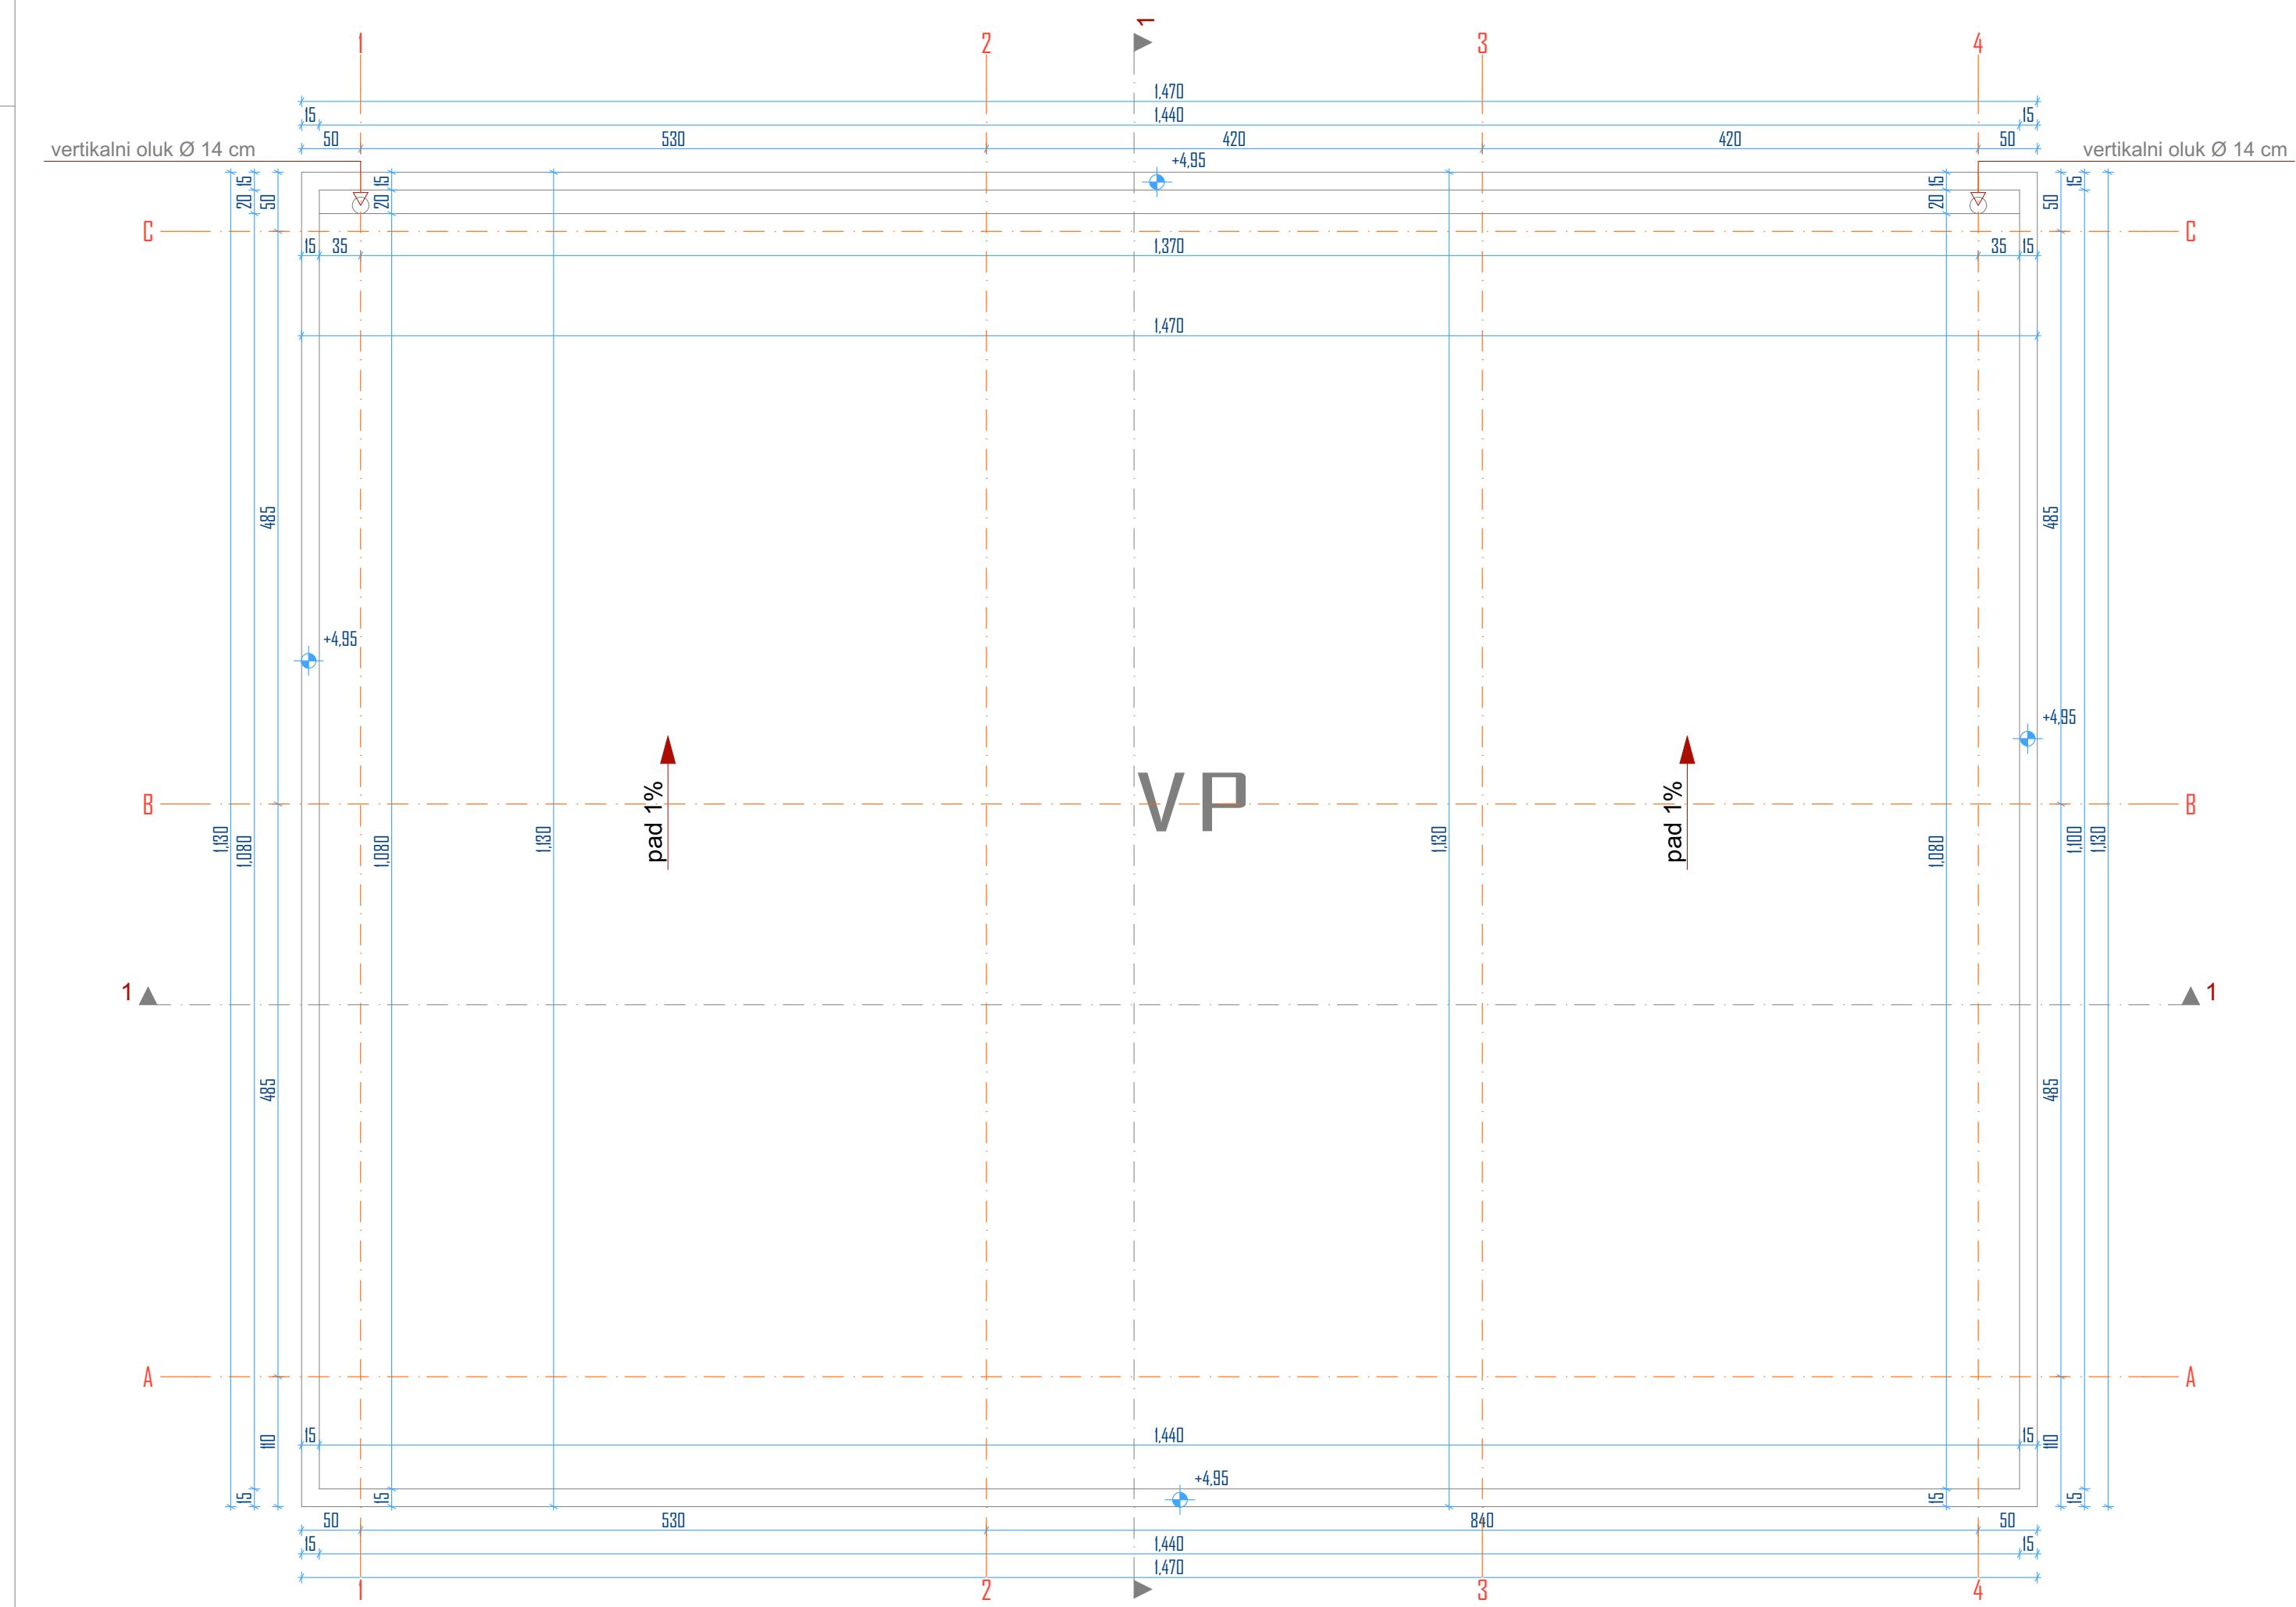 1
1 2 3 4
1,470
15 1,440 15
50 530 420 420 50
vertikalni oluk Ø 14 cm
vertikalni oluk Ø 14 cm
+4,95
15 15 15 15
20 50 20 20 50
C C
15 35 1,370 35 15
1,470
485 485
+4,95
+4,95
pad 1% VP pad 1%
B B
1,130 1,080 1,080 1,130 1,130 1,080 1,100 1,130
1 1
485 485
A A
110 15 1,440 15 110
+4,95
15 15 15 15
50 530 840 50
15 1,440 15
1,470
1 2 3 4